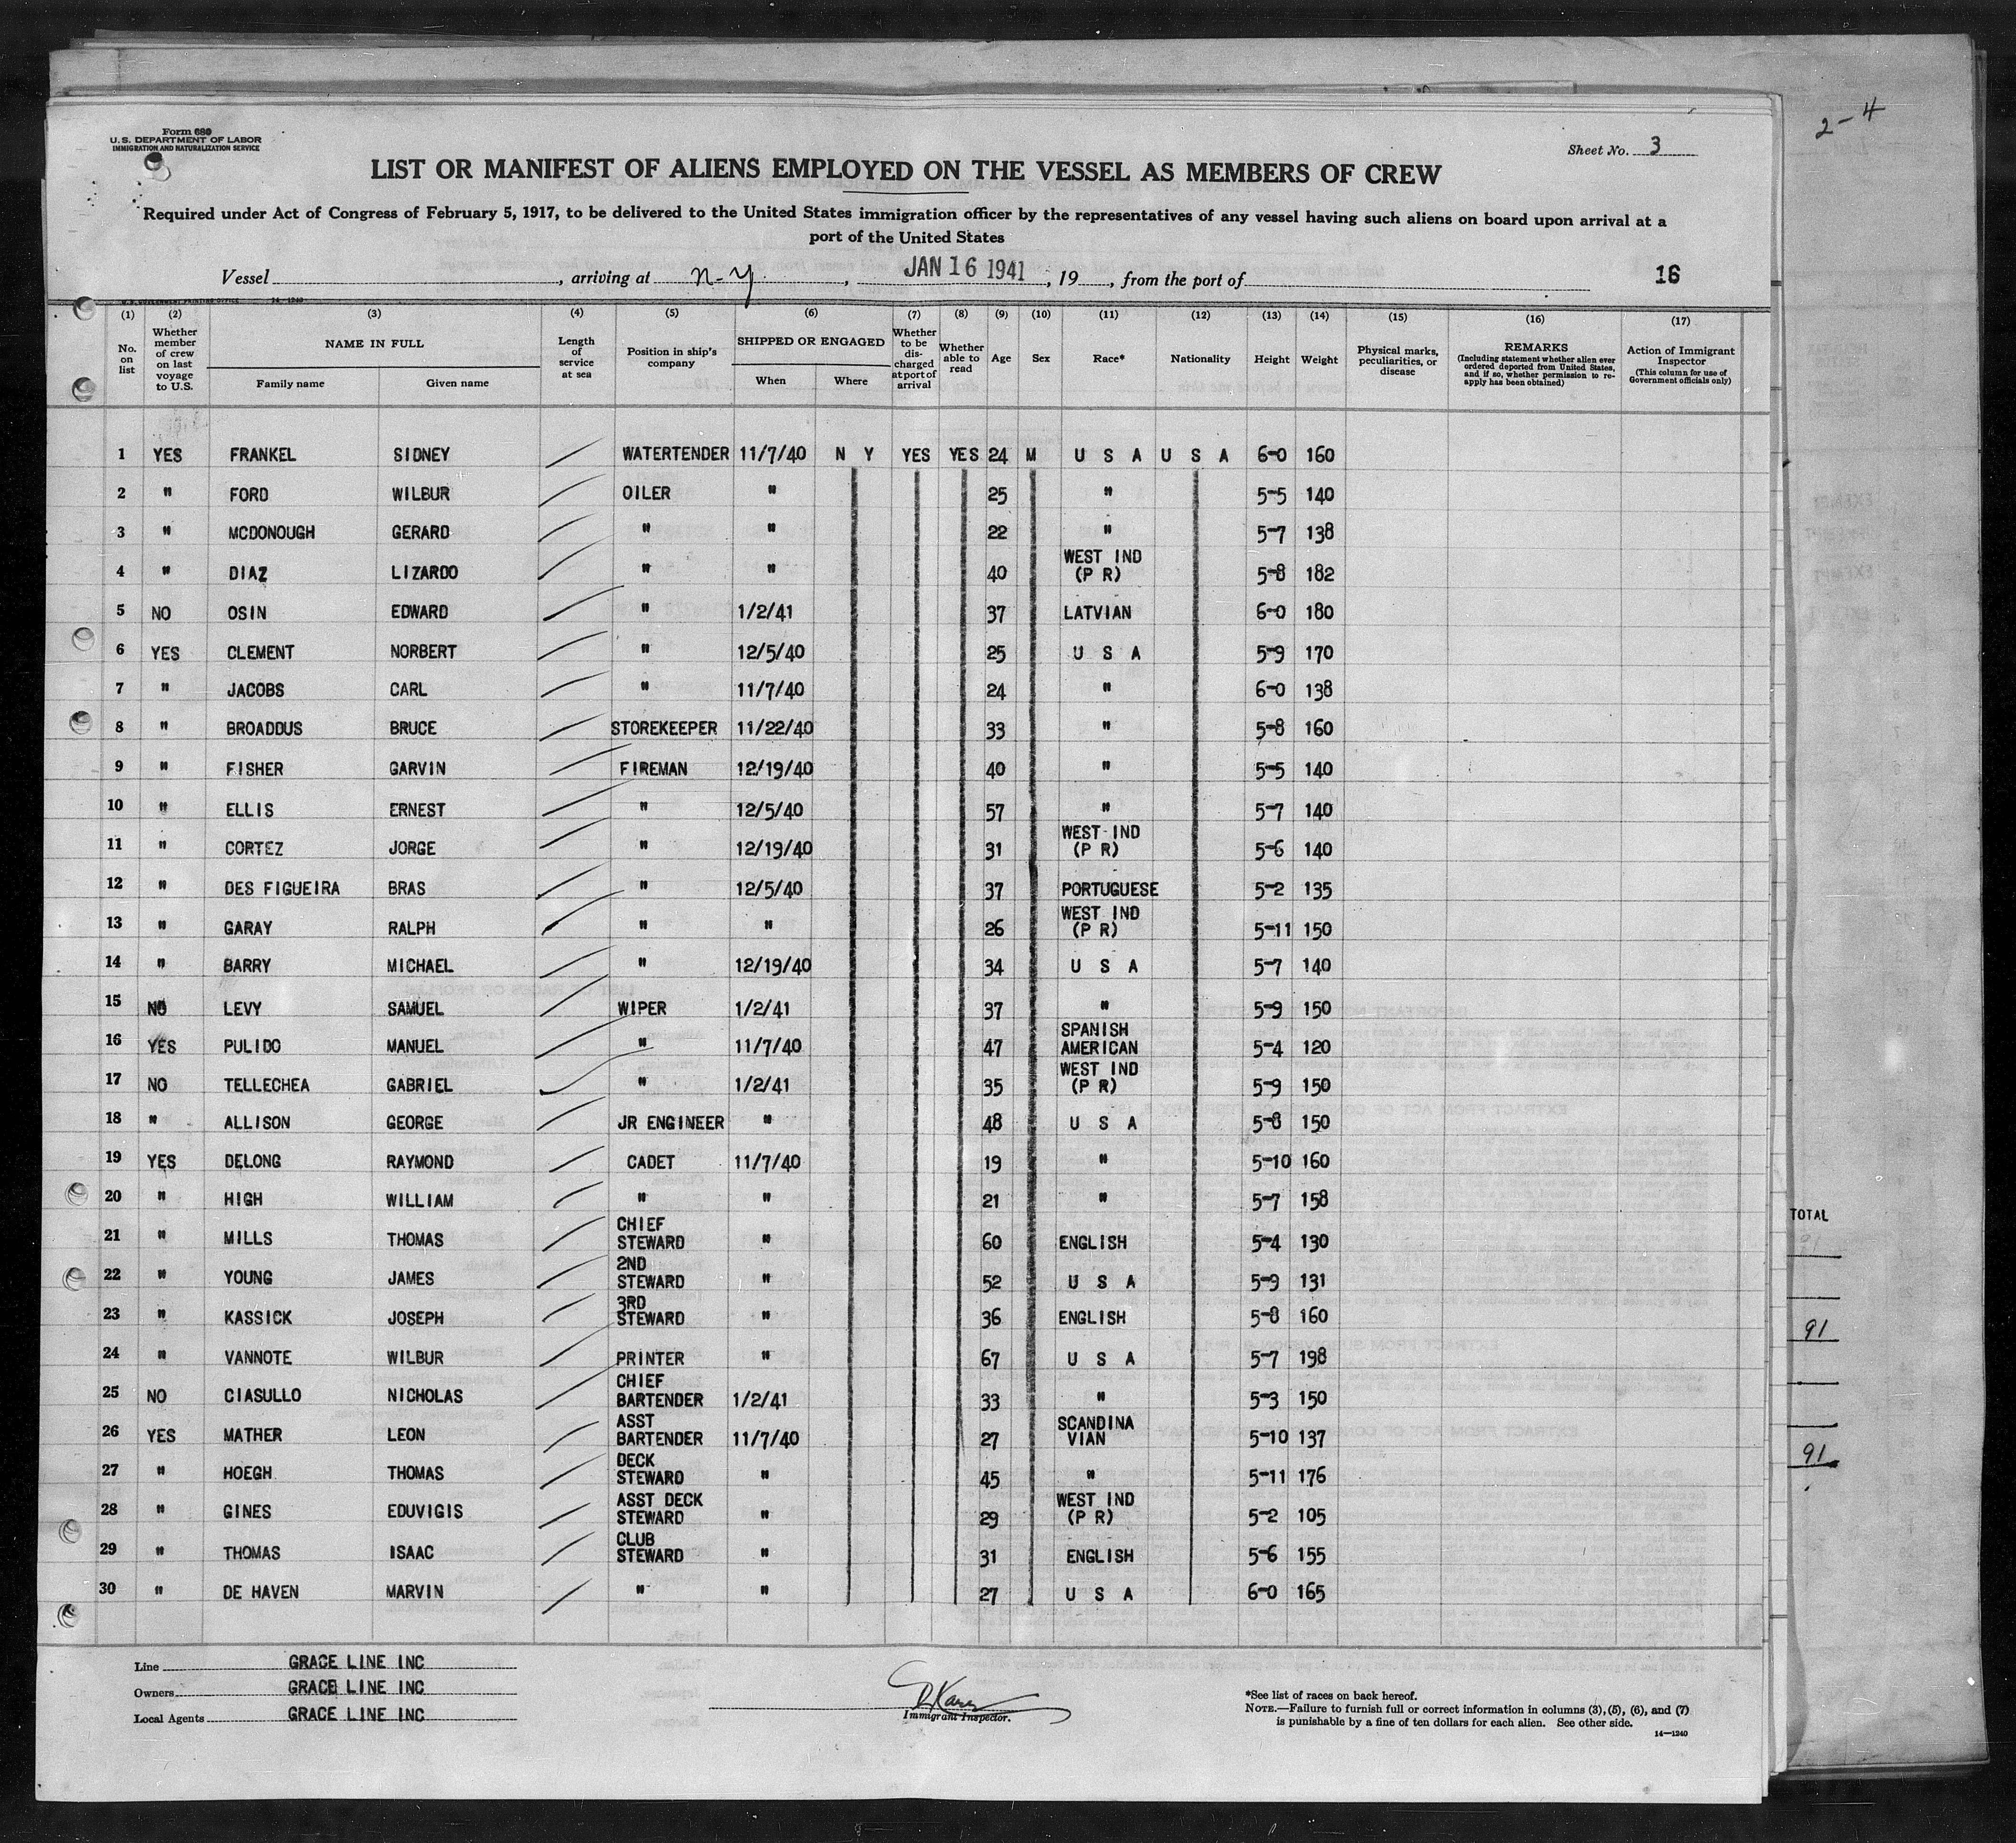 2-4
Form 680
U. S. DEPARTMENT OF LABOR
IMMIGRATION AND NATURALIZATION SERVICE
Sheet No. 3
LIST OR MANIFEST OF ALIENS EMPLOYED ON THE VESSEL AS MEMBERS OF CREW
Required under Act of Congress of February 5, 1917, to be delivered to the United States immigration officer by the representatives of any vessel having such aliens on board upon arrival at a
port of the United States
Vessel , arriving at N-Y , JAN 16 1941 , 19 , from the port of 16
U. S. GOVERNMENT PRINTING OFFICE 14-1240
(1) (2) (3) (4) (5) (6) (7) (8) (9) (10) (11) (12) (13) (14) (15) (16) (17)
No. on list Whether member of crew on last voyage to U.S. NAME IN FULL Family name Given name Length of service at sea Position in ship's company SHIPPED OR ENGAGED When Where Whether to be discharged at port of arrival Whether able to read Age Sex Race* Nationality Height Weight Physical marks, peculiarities, or disease REMARKS (Including statement whether alien ever ordered deported from United States, and if so, whether permission to reapply has been obtained) Action of Immigrant Inspector (This column for use of Government officials only)
1 YES FRANKEL SIDNEY WATERTENDER 11/7/40 N Y YES YES 24 M U S A U S A 6-0 160
2 " FORD WILBUR OILER " 25 " 5-5 140
3 " MCDONOUGH GERARD " " 22 " 5-7 138
4 " DIAZ LIZARDO " " 40 WEST IND (P R) 5-8 182
5 NO OSIN EDWARD " 1/2/41 37 LATVIAN 6-0 180
6 YES CLEMENT NORBERT " 12/5/40 25 U S A 5-9 170
7 " JACOBS CARL " 11/7/40 24 " 6-0 138
8 " BROADDUS BRUCE STOREKEEPER 11/22/40 33 " 5-8 160
9 " FISHER GARVIN FIREMAN 12/19/40 40 " 5-5 140
10 " ELLIS ERNEST " 12/5/40 57 " 5-7 140
11 " CORTEZ JORGE " 12/19/40 31 WEST IND (P R) 5-6 140
12 " DES FIGUEIRA BRAS " 12/5/40 37 PORTUGUESE 5-2 135
13 " GARAY RALPH " " 26 WEST IND (P R) 5-11 150
14 " BARRY MICHAEL " 12/19/40 34 U S A 5-7 140
15 NO LEVY SAMUEL WIPER 1/2/41 37 " 5-9 150
16 YES PULIDO MANUEL " 11/7/40 47 SPANISH AMERICAN 5-4 120
17 NO TELLECHEA GABRIEL " 1/2/41 35 WEST IND (P R) 5-9 150
18 " ALLISON GEORGE JR ENGINEER " 48 U S A 5-8 150
19 YES DELONG RAYMOND CADET 11/7/40 19 " 5-10 160
20 " HIGH WILLIAM " " 21 " 5-7 158
21 " MILLS THOMAS CHIEF STEWARD " 60 ENGLISH 5-4 130
22 " YOUNG JAMES 2ND STEWARD " 52 U S A 5-9 131
23 " KASSICK JOSEPH 3RD STEWARD " 36 ENGLISH 5-8 160
24 " VANNOTE WILBUR PRINTER " 67 U S A 5-7 198
25 NO CIASULLO NICHOLAS CHIEF BARTENDER 1/2/41 33 " 5-3 150
26 YES MATHER LEON ASST BARTENDER 11/7/40 27 SCANDINA VIAN 5-10 137
27 " HOEGH THOMAS DECK STEWARD " 45 " 5-11 176
28 " GINES EDUVIGIS ASST DECK STEWARD " 29 WEST IND (P R) 5-2 105
29 " THOMAS ISAAC CLUB STEWARD " 31 ENGLISH 5-6 155
30 " DE HAVEN MARVIN " " 27 U S A 6-0 165
TOTAL
91
91
Line GRACE LINE INC
Owners GRACE LINE INC
Local Agents GRACE LINE INC
Immigrant Inspector.
*See list of races on back hereof.
NOTE.—Failure to furnish full or correct information in columns (3), (5), (6), and (7)
is punishable by a fine of ten dollars for each alien. See other side.
14—1240